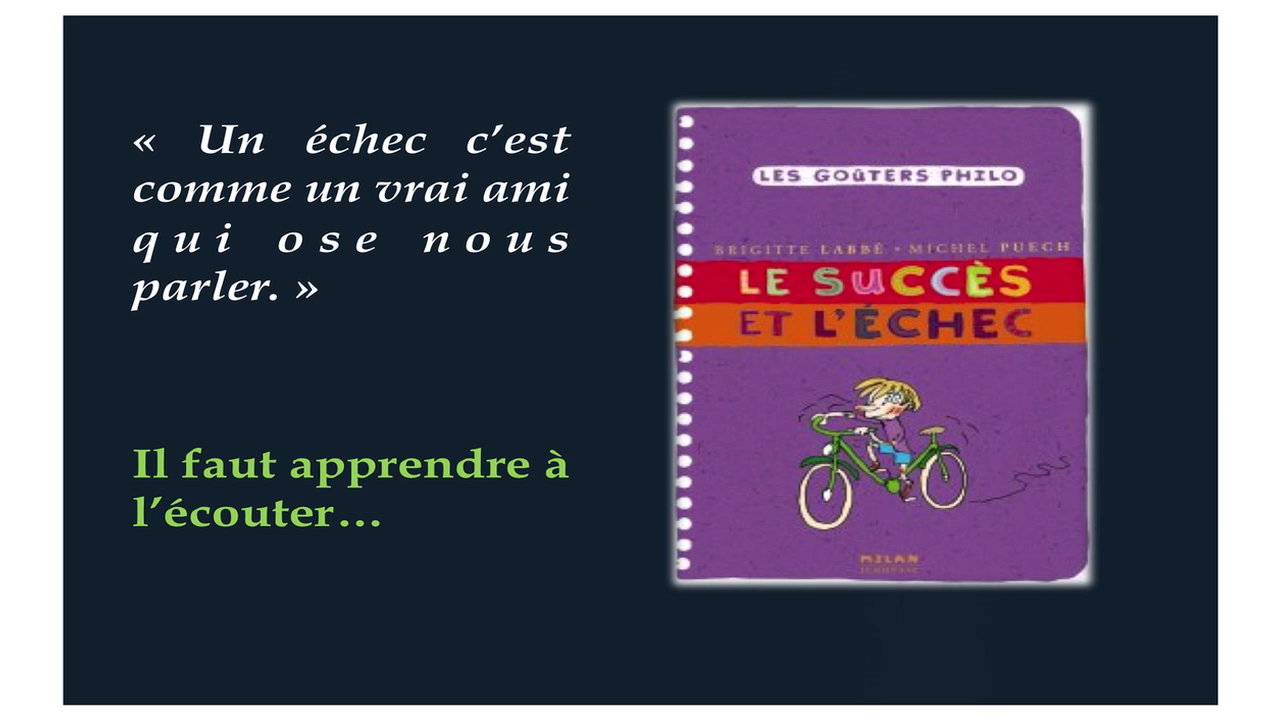 « Un échec c’est
comme un vrai ami
qui ose nous
parler. »
Il faut apprendre à
l’écouter…
LES GOÛTERS PHILO
BRIGITTE LABBÉ • MICHEL PUECH
LE SUCCÈS
ET L’ÉCHEC
MILAN